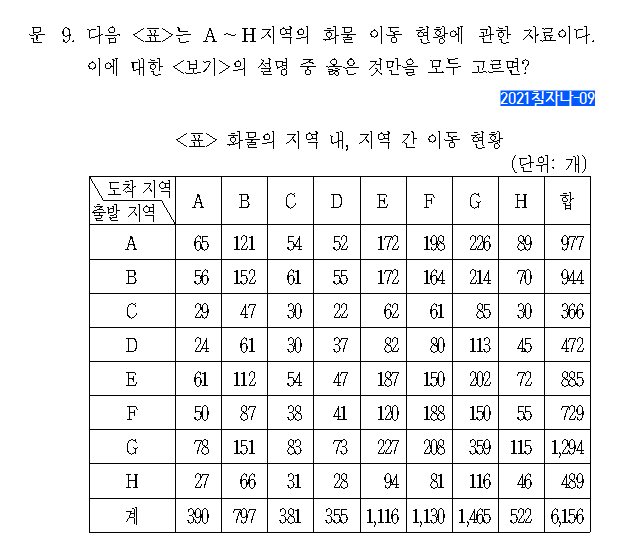 문 9. 다음 <표>는 A~H지역의 화물 이동 현황에 관한 자료이다.
이에 대한 <보기>의 설명 중 옳은 것만을 모두 고르면?
2021칠자나-09
<표> 화물의 지역 내, 지역 간 이동 현황
(단위: 개)
도착 지역
출발 지역 A B C D E F G H 합
A 65 121 54 52 172 198 226 89 977
B 56 152 61 55 172 164 214 70 944
C 29 47 30 22 62 61 85 30 366
D 24 61 30 37 82 80 113 45 472
E 61 112 54 47 187 150 202 72 885
F 50 87 38 41 120 188 150 55 729
G 78 151 83 73 227 208 359 115 1,294
H 27 66 31 28 94 81 116 46 489
계 390 797 381 355 1,116 1,130 1,465 522 6,156